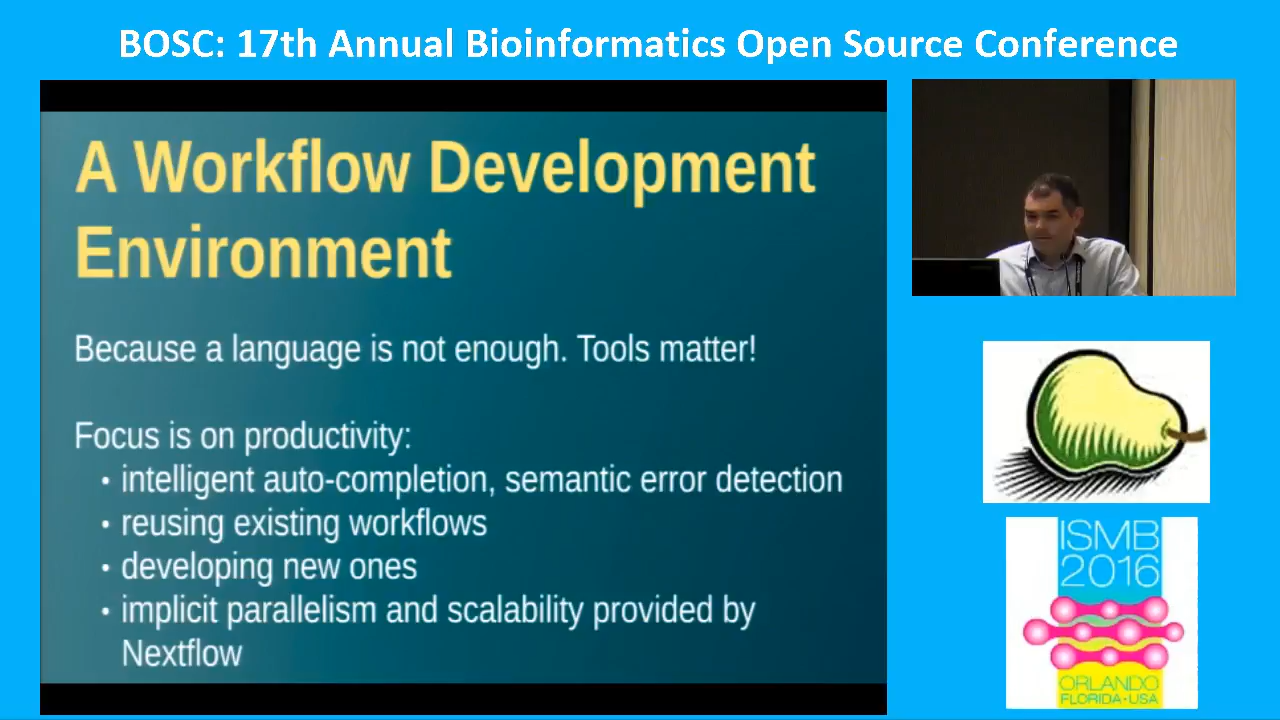 BOSC: 17th Annual Bioinformatics Open Source Conference
A Workflow Development
Environment
Because a language is not enough. Tools matter!
Focus is on productivity:
• intelligent auto-completion, semantic error detection
• reusing existing workflows
• developing new ones
• implicit parallelism and scalability provided by
Nextflow
ISMB
2016
ORLANDO
FLORIDA • USA